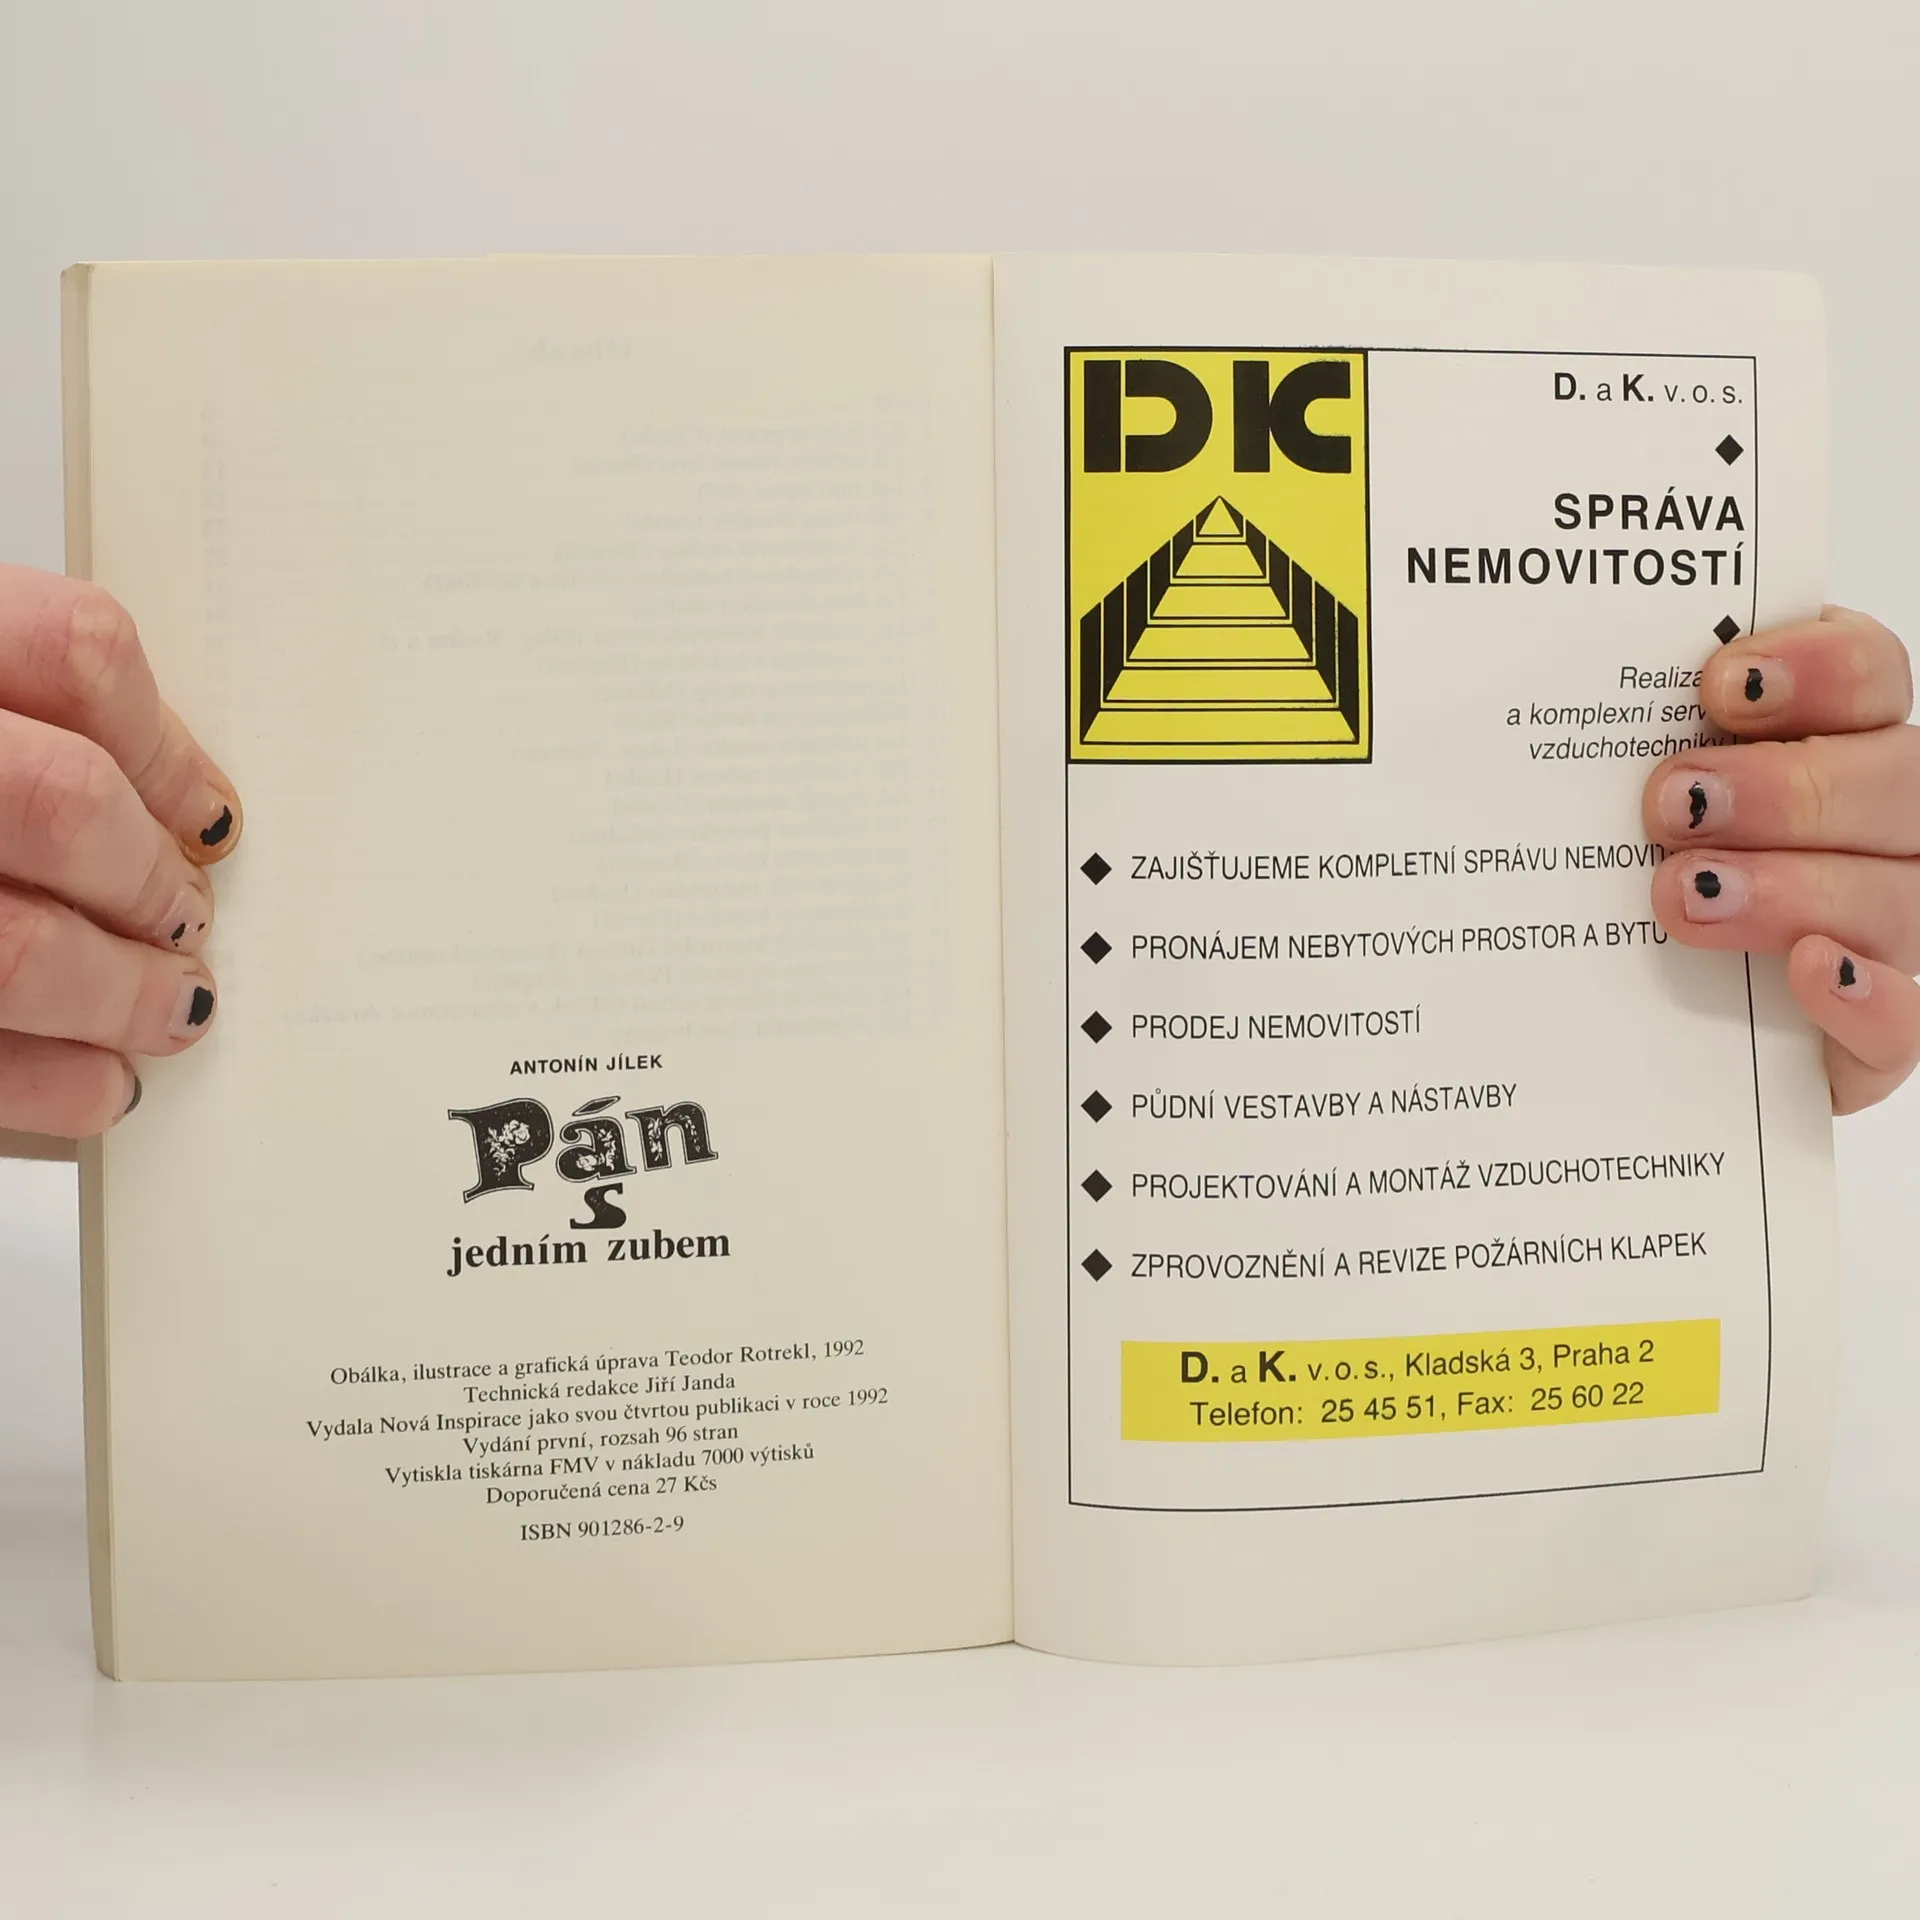 ANTONÍN JÍLEK
Pán
s
jedním zubem
Obálka, ilustrace a grafická úprava Teodor Rotrekl, 1992
Technická redakce Jiří Janda
Vydala Nová Inspirace jako svou čtvrtou publikaci v roce 1992
Vydání první, rozsah 96 stran
Vytiskla tiskárna FMV v nákladu 7000 výtisků
Doporučená cena 27 Kčs
ISBN 901286-2-9
DK
D. a K. v. o. s.
SPRÁVA
NEMOVITOSTÍ
a komplexní
vzduchotechniky
ZAJIŠŤUJEME KOMPLETNÍ SPRÁVU
PRONÁJEM NEBYTOVÝCH PROSTOR A BYTŮ
PRODEJ NEMOVITOSTÍ
PŮDNÍ VESTAVBY A NÁSTAVBY
PROJEKTOVÁNÍ A MONTÁŽ VZDUCHOTECHNIKY
ZPROVOZNĚNÍ A REVIZE POŽÁRNÍCH KLAPEK
D. a K. v. o. s., Kladská 3, Praha 2
Telefon: 25 45 51, Fax: 25 60 22